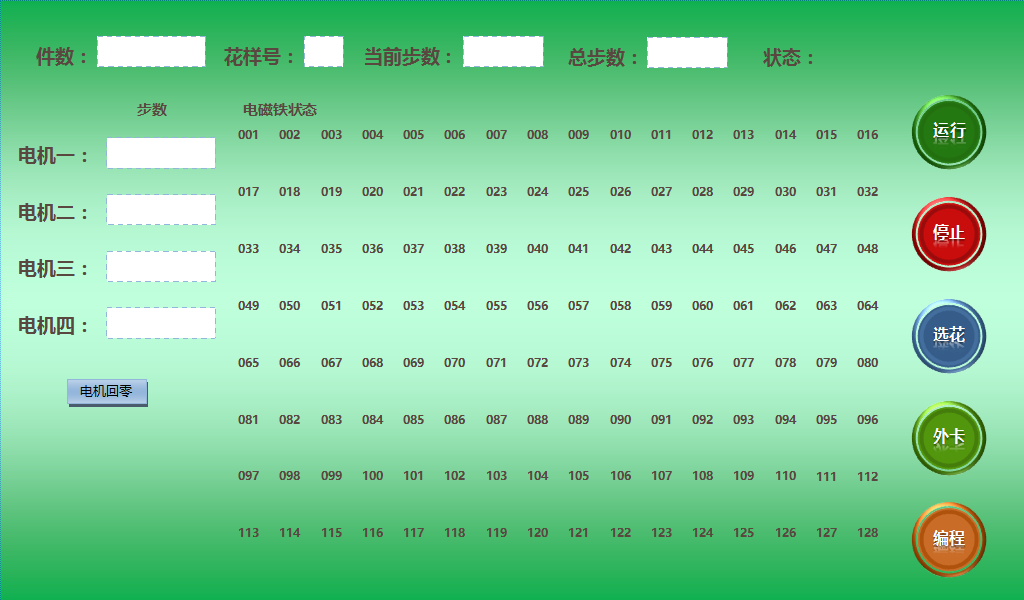 件数： 花样号： 当前步数： 总步数： 状态：
步数 电磁铁状态
001 002 003 004 005 006 007 008 009 010 011 012 013 014 015 016
运行
电机一：
017 018 019 020 021 022 023 024 025 026 027 028 029 030 031 032
电机二：
停止
033 034 035 036 037 038 039 040 041 042 043 044 045 046 047 048
电机三：
049 050 051 052 053 054 055 056 057 058 059 060 061 062 063 064
电机四：
选花
065 066 067 068 069 070 071 072 073 074 075 076 077 078 079 080
电机回零
081 082 083 084 085 086 087 088 089 090 091 092 093 094 095 096
外卡
097 098 099 100 101 102 103 104 105 106 107 108 109 110 111 112
113 114 115 116 117 118 119 120 121 122 123 124 125 126 127 128
编程